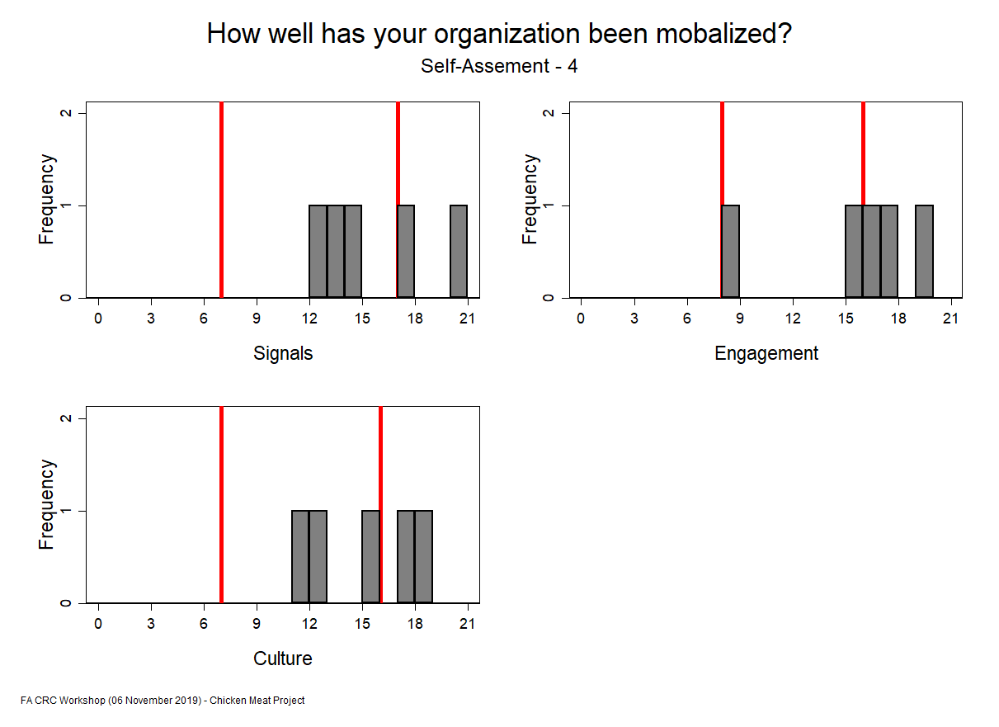 How well has your organization been mobalized?
Self-Assement - 4
Frequency
2
1
0
0 3 6 9 12 15 18 21
Signals
Frequency
2
1
0
0 3 6 9 12 15 18 21
Engagement
Frequency
2
1
0
0 3 6 9 12 15 18 21
Culture
FA CRC Workshop (06 November 2019) - Chicken Meat Project